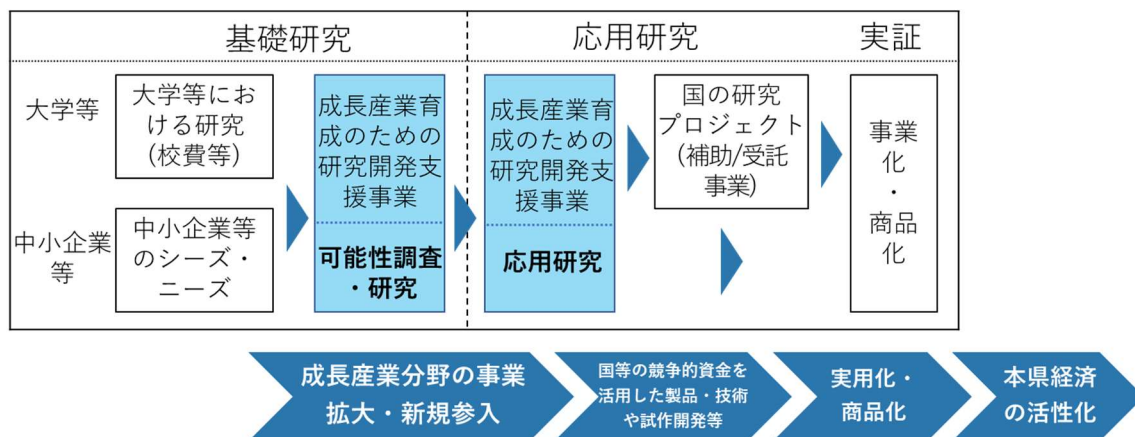 基礎研究
応用研究
実証
大学等
大学等にお
ける研究
(校費等)
中小企業
等
中小企業等
のシーズ・
ニーズ
成長産業育
成のための
研究開発支
援事業
可能性調査
・研究
成長産業育
成のための
研究開発支
援事業
応用研究
国の研究
プロジェクト
(補助/受託
事業)
事業
化
・
商品
化
成長産業分野の事業
拡大・新規参入
国等の競争的資金を
活用した製品・技術
や試作開発等
実用化・
商品化
本県経済
の活性化